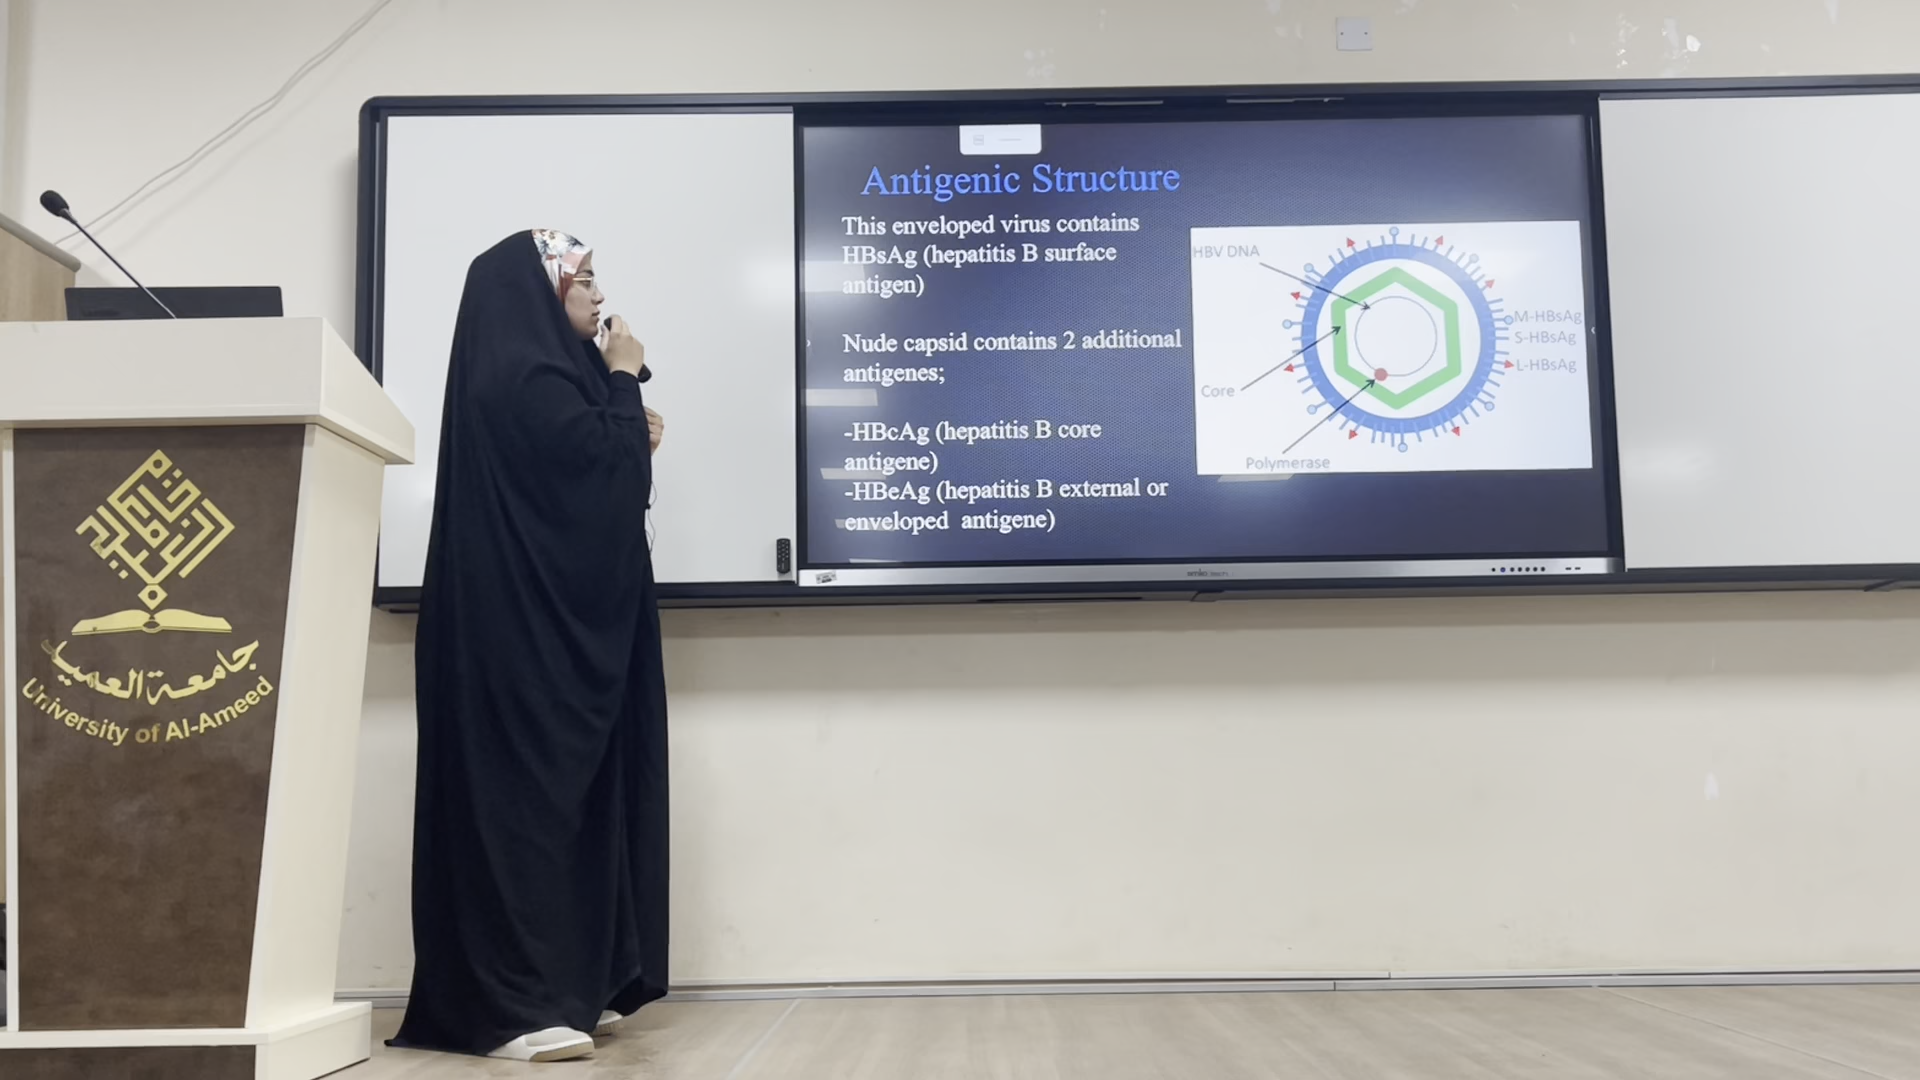 Antigenic Structure
This enveloped virus contains
HBsAg (hepatitis B surface
antigen)
Nude capsid contains 2 additional
antigenes;
-HBcAg (hepatitis B core
antigene)
-HBeAg (hepatitis B external or
enveloped antigene)
HBV DNA
M-HBsAg
S-HBsAg
L-HBsAg
Core
Polymerase
جامعة العميد
University of Al-Ameed